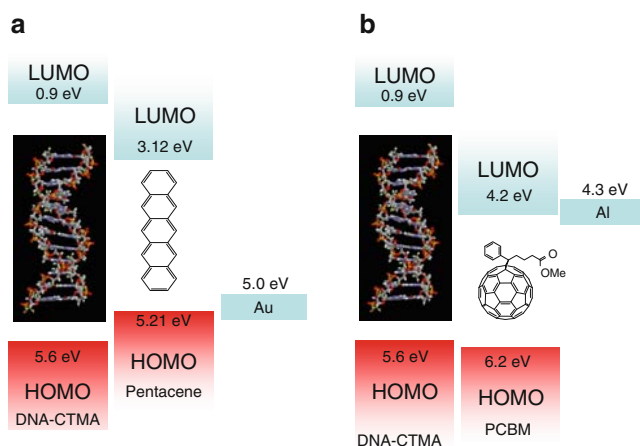 a
LUMO
0.9 eV
LUMO
3.12 eV
5.0 eV
Au
5.21 eV
5.6 eV
HOMO
HOMO
Pentacene
DNA-CTMA
b
LUMO
0.9 eV
LUMO
4.2 eV
4.3 eV
Al
O
OMe
5.6 eV
6.2 eV
HOMO
HOMO
PCBM
DNA-CTMA